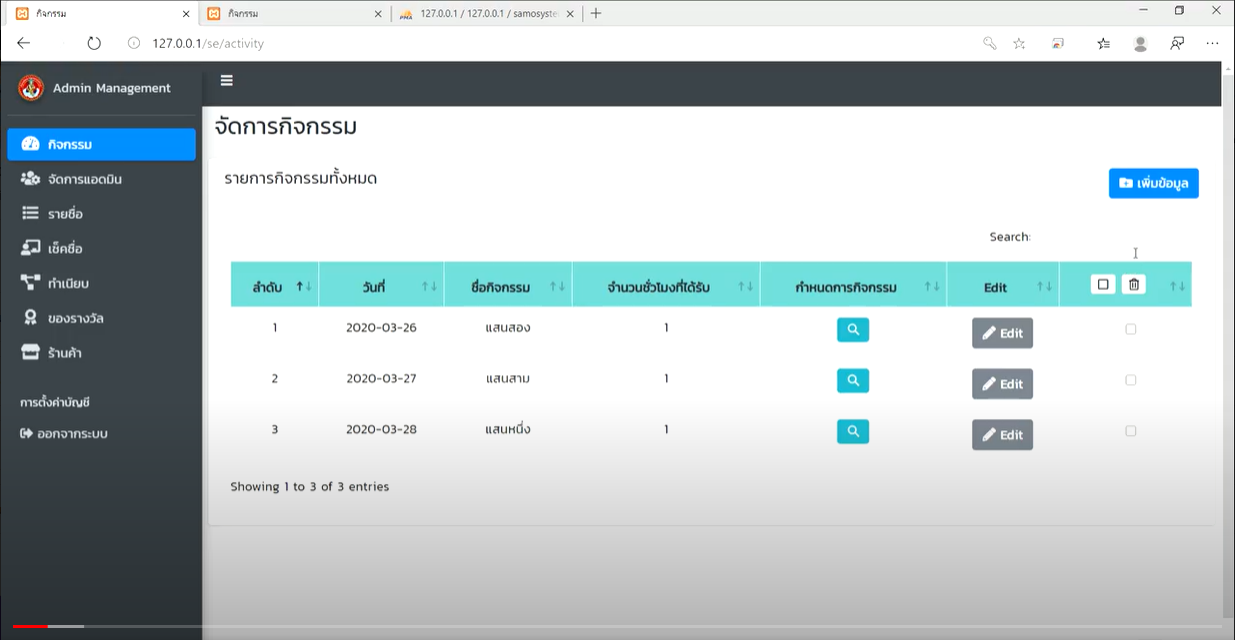 กิจกรรม
กิจกรรม
PMA 127.0.0.1 / 127.0.0.1 / samosyste
127.0.0.1/se/activity
Admin Management
กิจกรรม
จัดการแอดมิน
รายชื่อ
เช็คชื่อ
ทำเนียบ
ของรางวัล
ร้านค้า
การตั้งค่าบัญชี
ออกจากระบบ
จัดการกิจกรรม
รายการกิจกรรมทั้งหมด
เพิ่มข้อมูล
Search:
ลำดับ วันที่ ชื่อกิจกรรม จำนวนชั่วโมงที่ได้รับ กำหนดการกิจกรรม Edit
1 2020-03-26 แสนสอง 1 Edit
2 2020-03-27 แสนสาม 1 Edit
3 2020-03-28 แสนหนึ่ง 1 Edit
Showing 1 to 3 of 3 entries